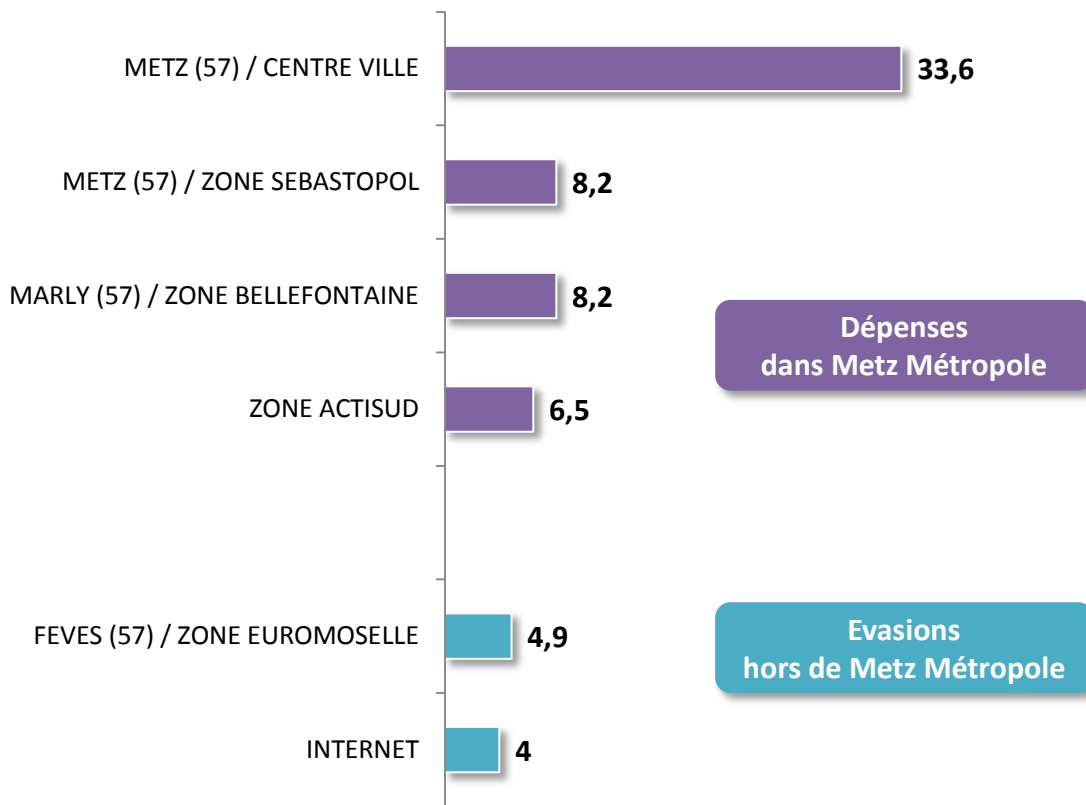 METZ (57) / CENTRE VILLE
33,6
METZ (57) / ZONE SEBASTOPOL
8,2
MARLY (57) / ZONE BELLEFONTAINE
8,2
Dépenses
dans Metz Métropole
ZONE ACTISUD
6,5
FEVES (57) / ZONE EUROMOSELLE
4,9
Evasions
hors de Metz Métropole
INTERNET
4